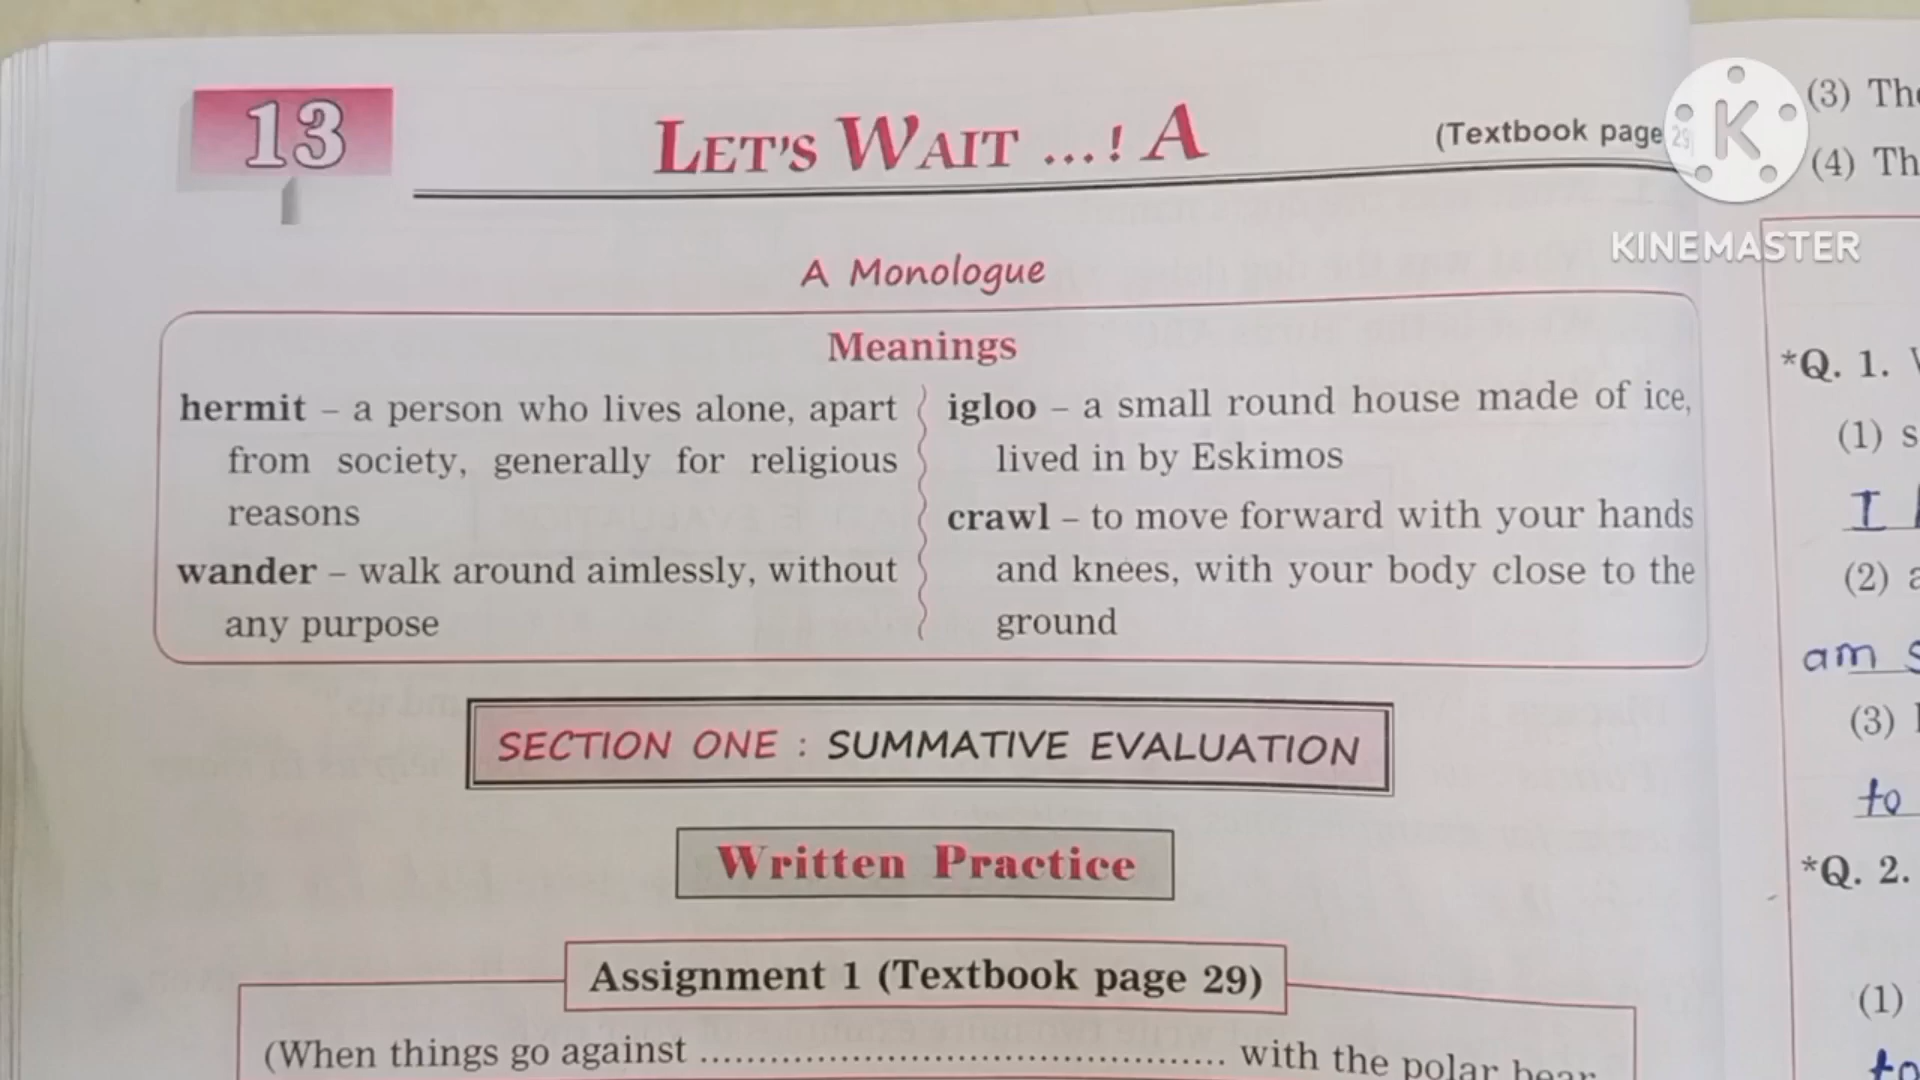 13
LET'S WAIT ...! A
(Textbook page 29)
A Monologue
Meanings
hermit – a person who lives alone, apart
from society, generally for religious
reasons
wander – walk around aimlessly, without
any purpose
igloo – a small round house made of ice,
lived in by Eskimos
crawl – to move forward with your hands
and knees, with your body close to the
ground
SECTION ONE : SUMMATIVE EVALUATION
Written Practice
Assignment 1 (Textbook page 29)
(When things go against .............................................. with the polar bear
K
KINEMASTER
(3)
(4)
*Q. 1.
(1)
I
(2)
am
(3)
to
*Q. 2.
(1)
to